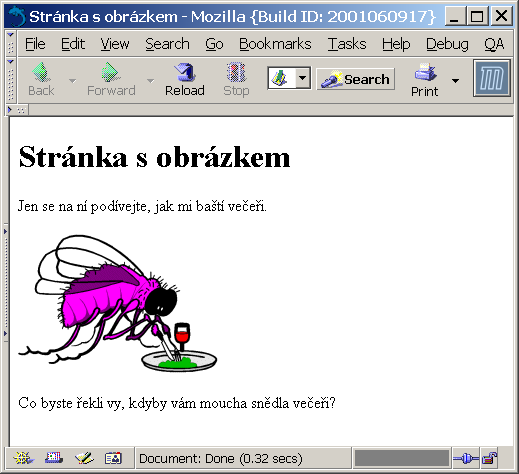 Stránka s obrázkem - Mozilla {Build ID: 2001060917}
File Edit View Search Go Bookmarks Tasks Help Debug QA
Back Forward Reload Stop Search Print
Stránka s obrázkem
Jen se na ní podívejte, jak mi baští večeři.
Co byste řekli vy, kdyby vám moucha snědla večeři?
Document: Done (0.32 secs)